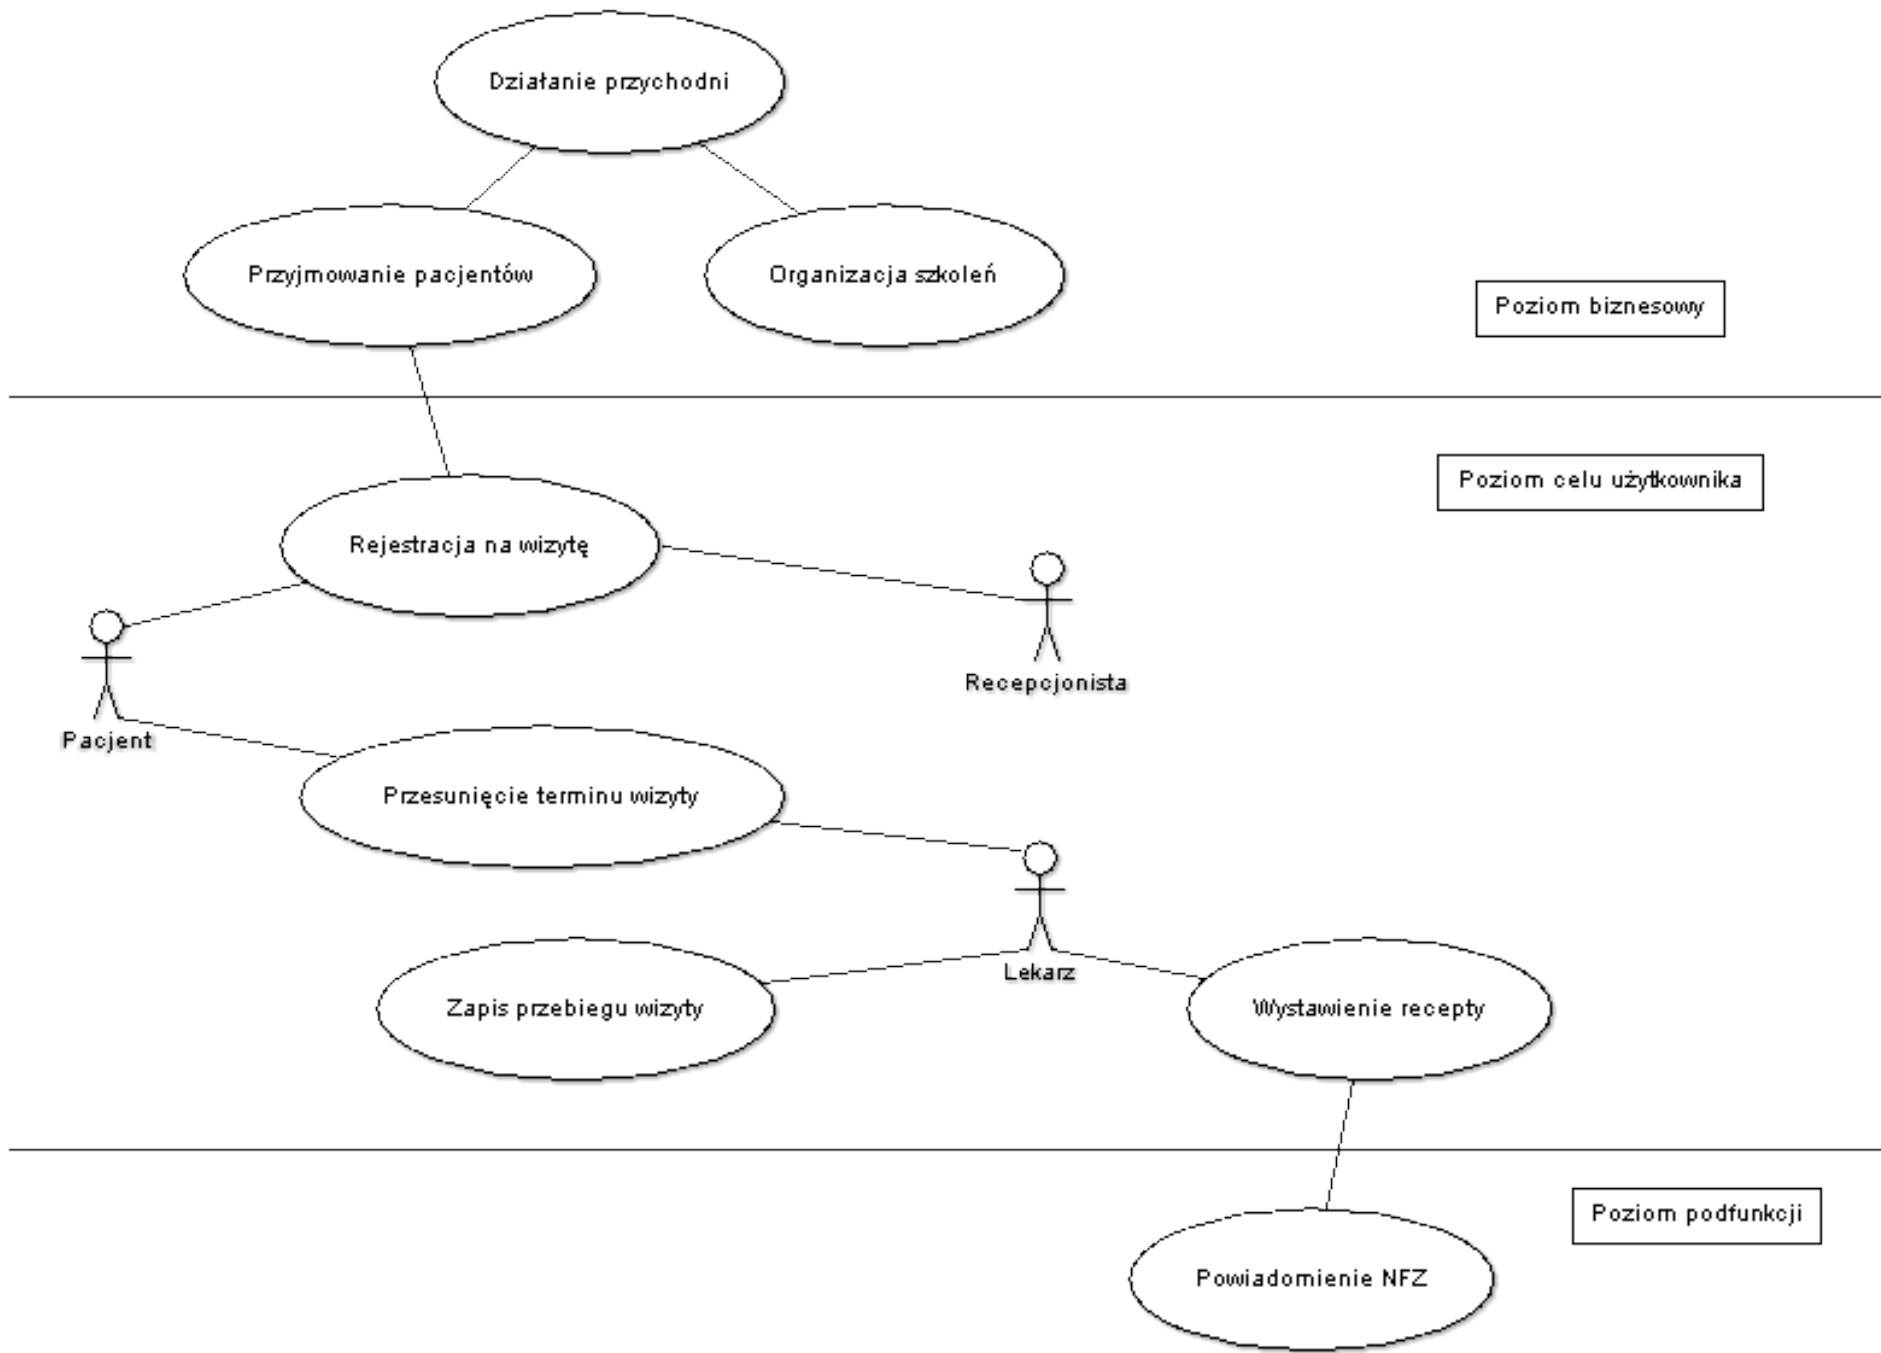 Działanie przychodni
Przyjmowanie pacjentów
Organizacja szkoleń
Poziom biznesowy
Poziom celu użytkownika
Rejestracja na wizytę
Recepcjonista
Pacjent
Przesunięcie terminu wizyty
Lekarz
Zapis przebiegu wizyty
Wystawienie recepty
Poziom podfunkcji
Powiadomienie NFZ